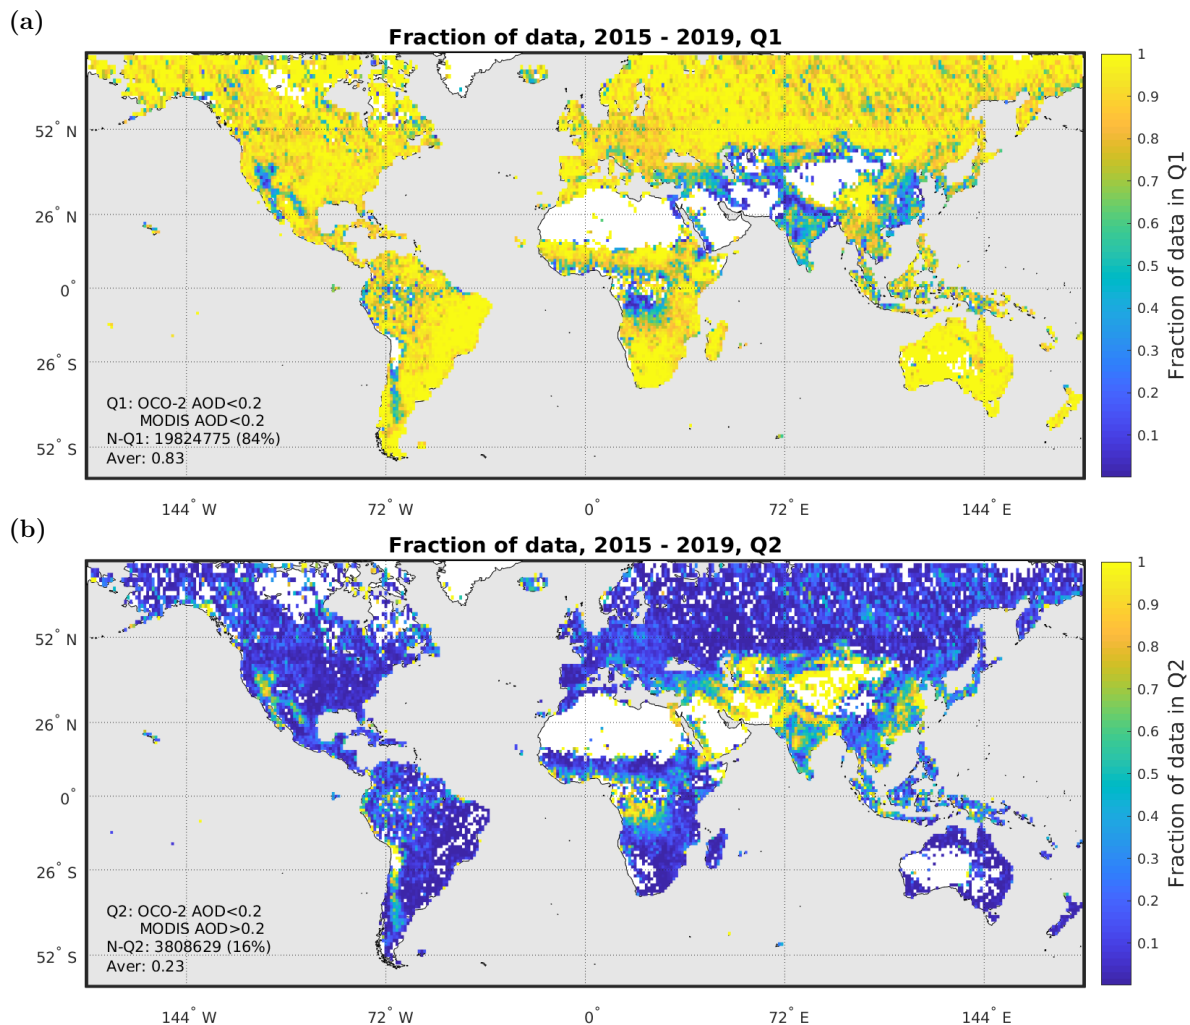 (a)
Fraction of data, 2015 - 2019, Q1
52° N
26° N
0°
26° S
52° S
Q1: OCO-2 AOD<0.2
MODIS AOD<0.2
N-Q1: 19824775 (84%)
Aver: 0.83
144° W
72° W
0°
72° E
144° E
1
0.9
0.8
0.7
0.6
0.5
0.4
0.3
0.2
0.1
Fraction of data in Q1
(b)
Fraction of data, 2015 - 2019, Q2
52° N
26° N
0°
26° S
52° S
Q2: OCO-2 AOD<0.2
MODIS AOD>0.2
N-Q2: 3808629 (16%)
Aver: 0.23
144° W
72° W
0°
72° E
144° E
1
0.9
0.8
0.7
0.6
0.5
0.4
0.3
0.2
0.1
Fraction of data in Q2